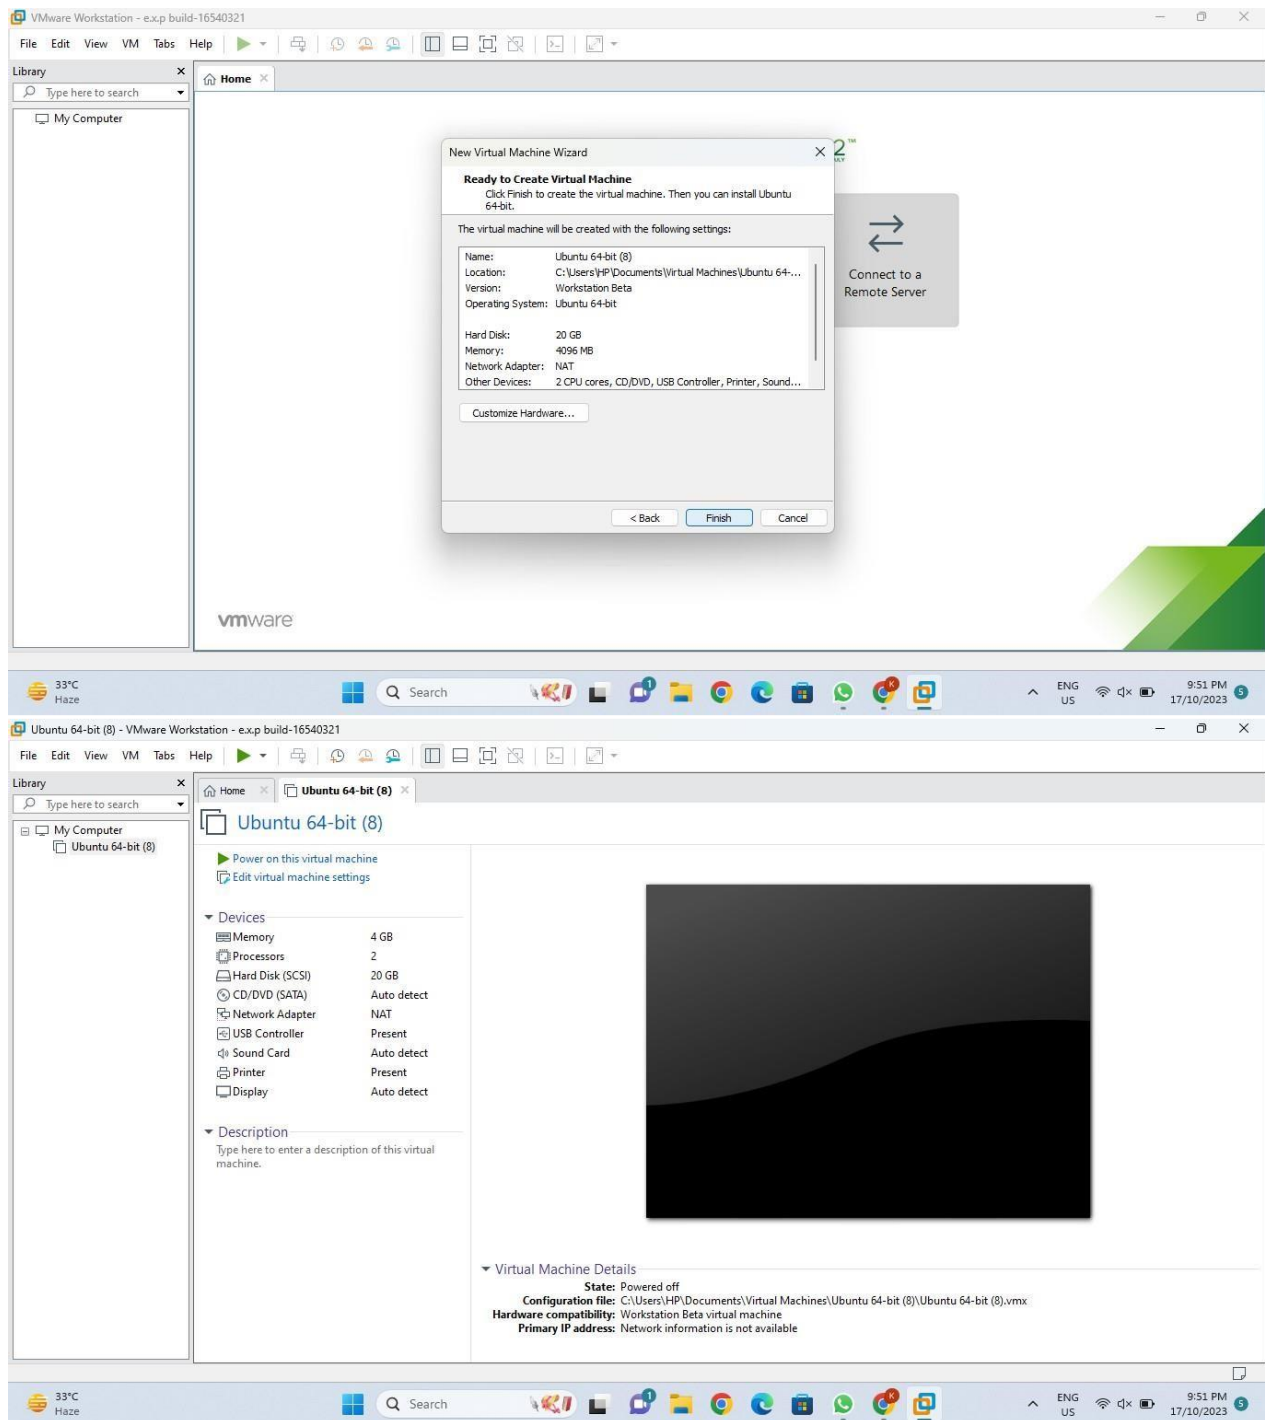 VMware Workstation - e.x.p build-16540321
File Edit View VM Tabs Help
Library
Type here to search
My Computer
Home
2™
New Virtual Machine Wizard
Ready to Create Virtual Machine
Click Finish to create the virtual machine. Then you can install Ubuntu
64-bit.
The virtual machine will be created with the following settings:
Name: Ubuntu 64-bit (8)
Location: C:\Users\HP\Documents\Virtual Machines\Ubuntu 64-...
Version: Workstation Beta
Operating System: Ubuntu 64-bit
Hard Disk: 20 GB
Memory: 4096 MB
Network Adapter: NAT
Other Devices: 2 CPU cores, CD/DVD, USB Controller, Printer, Sound...
Customize Hardware...
< Back Finish Cancel
Connect to a
Remote Server
vmware
33°C
Haze
Search
1
K
ENG
US
9:51 PM
17/10/2023
5
Ubuntu 64-bit (8) - VMware Workstation - e.x.p build-16540321
File Edit View VM Tabs Help
Library
Type here to search
My Computer
Ubuntu 64-bit (8)
Home
Ubuntu 64-bit (8)
Ubuntu 64-bit (8)
Power on this virtual machine
Edit virtual machine settings
Devices
Memory 4 GB
Processors 2
Hard Disk (SCSI) 20 GB
CD/DVD (SATA) Auto detect
Network Adapter NAT
USB Controller Present
Sound Card Auto detect
Printer Present
Display Auto detect
Description
Type here to enter a description of this virtual
machine.
Virtual Machine Details
State: Powered off
Configuration file: C:\Users\HP\Documents\Virtual Machines\Ubuntu 64-bit (8)\Ubuntu 64-bit (8).vmx
Hardware compatibility: Workstation Beta virtual machine
Primary IP address: Network information is not available
33°C
Haze
Search
1
K
ENG
US
9:51 PM
17/10/2023
5